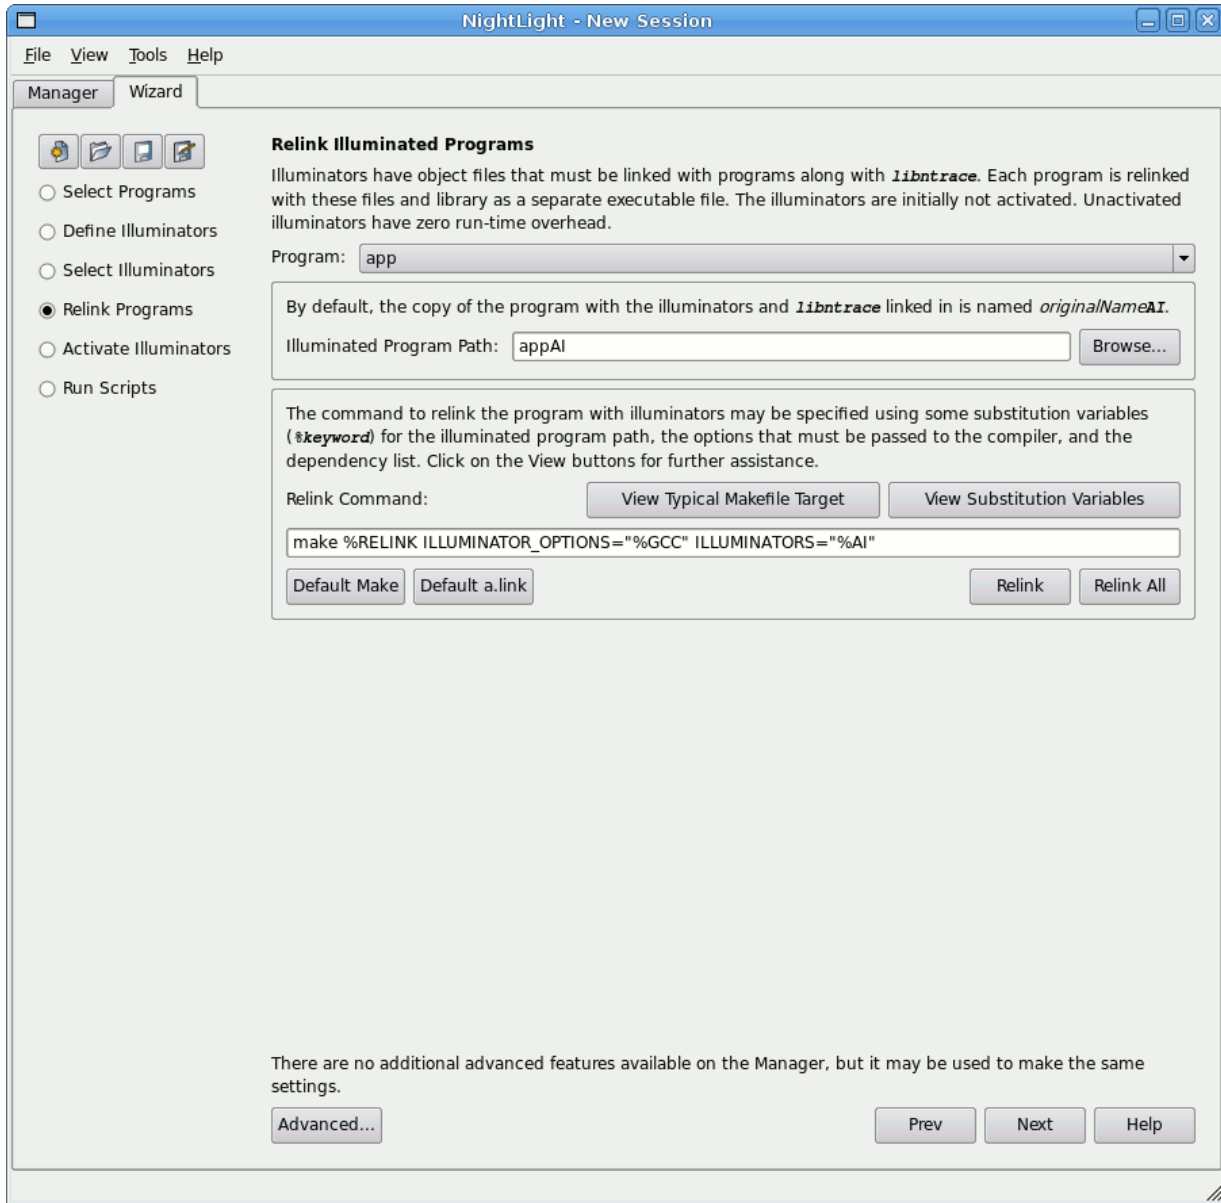 NightLight - New Session
File View Tools Help
Manager Wizard
Relink Illuminated Programs
Illuminators have object files that must be linked with programs along with libntrace. Each program is relinked
with these files and library as a separate executable file. The illuminators are initially not activated. Unactivated
illuminators have zero run-time overhead.
Select Programs
Define Illuminators
Select Illuminators
Relink Programs
Activate Illuminators
Run Scripts
Program: app
By default, the copy of the program with the illuminators and libntrace linked in is named originalNameAI.
Illuminated Program Path: appAI Browse...
The command to relink the program with illuminators may be specified using some substitution variables
(%keyword) for the illuminated program path, the options that must be passed to the compiler, and the
dependency list. Click on the View buttons for further assistance.
Relink Command: View Typical Makefile Target View Substitution Variables
make %RELINK ILLUMINATOR_OPTIONS="%GCC" ILLUMINATORS="%AI"
Default Make Default a.link Relink Relink All
There are no additional advanced features available on the Manager, but it may be used to make the same
settings.
Advanced... Prev Next Help